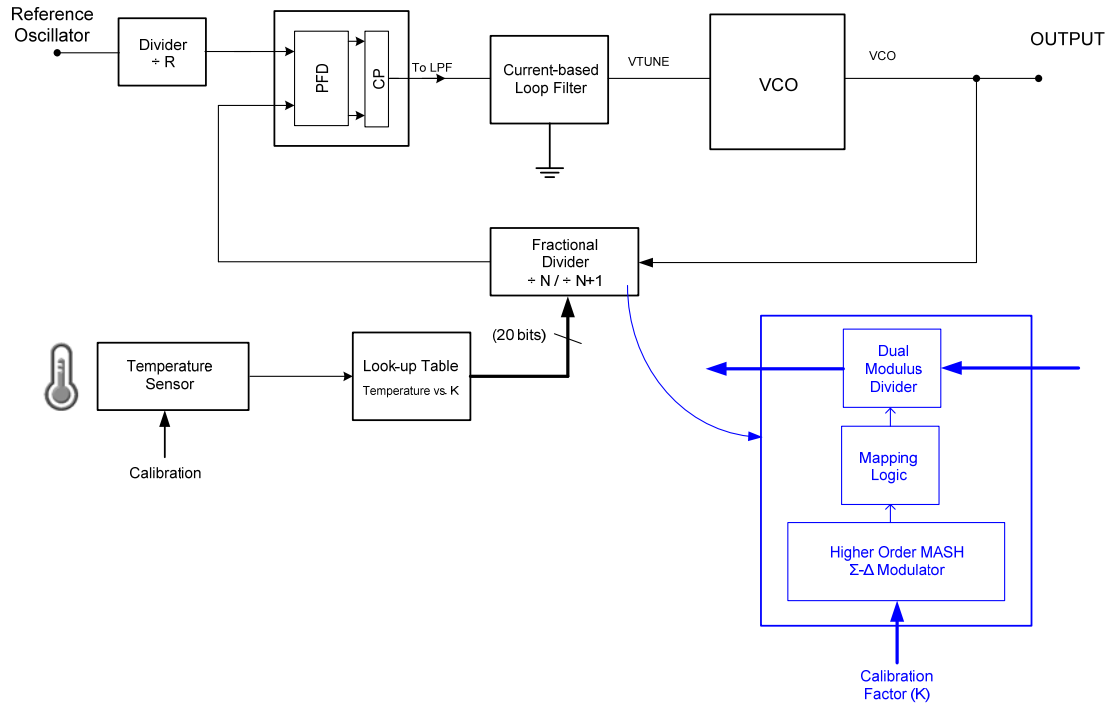 Reference
Oscillator
Divider
÷ R
PFD
CP
To LPF
Current-based
Loop Filter
VTUNE
VCO
VCO
OUTPUT
Fractional
Divider
÷ N / ÷ N+1
(20 bits)
Temperature
Sensor
Look-up Table
Temperature vs. K
Calibration
Dual
Modulus
Divider
Mapping
Logic
Higher Order MASH
Σ-Δ Modulator
Calibration
Factor (K)